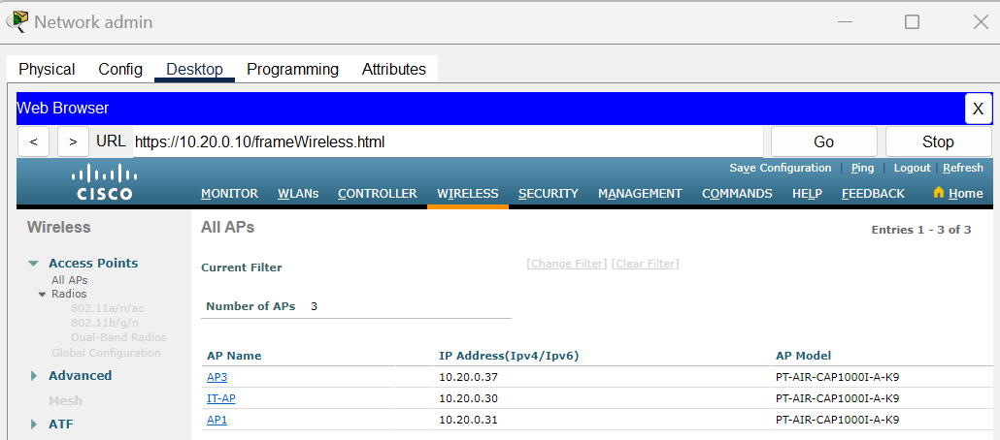 Network admin
Physical Config Desktop Programming Attributes
Web Browser X
< > URL https://10.20.0.10/frameWireless.html Go Stop
Save Configuration | Ping | Logout | Refresh
CISCO MONITOR WLANs CONTROLLER WIRELESS SECURITY MANAGEMENT COMMANDS HELP FEEDBACK Home
Wireless
Access Points
All APs
Radios
802.11a/n/ac
802.11b/g/n
Dual-Band Radios
Global Configuration
Advanced
Mesh
ATF
All APs
Entries 1 - 3 of 3
Current Filter [Change Filter] [Clear Filter]
Number of APs 3
AP Name IP Address(Ipv4/Ipv6) AP Model
AP3 10.20.0.37 PT-AIR-CAP1000I-A-K9
IT-AP 10.20.0.30 PT-AIR-CAP1000I-A-K9
AP1 10.20.0.31 PT-AIR-CAP1000I-A-K9